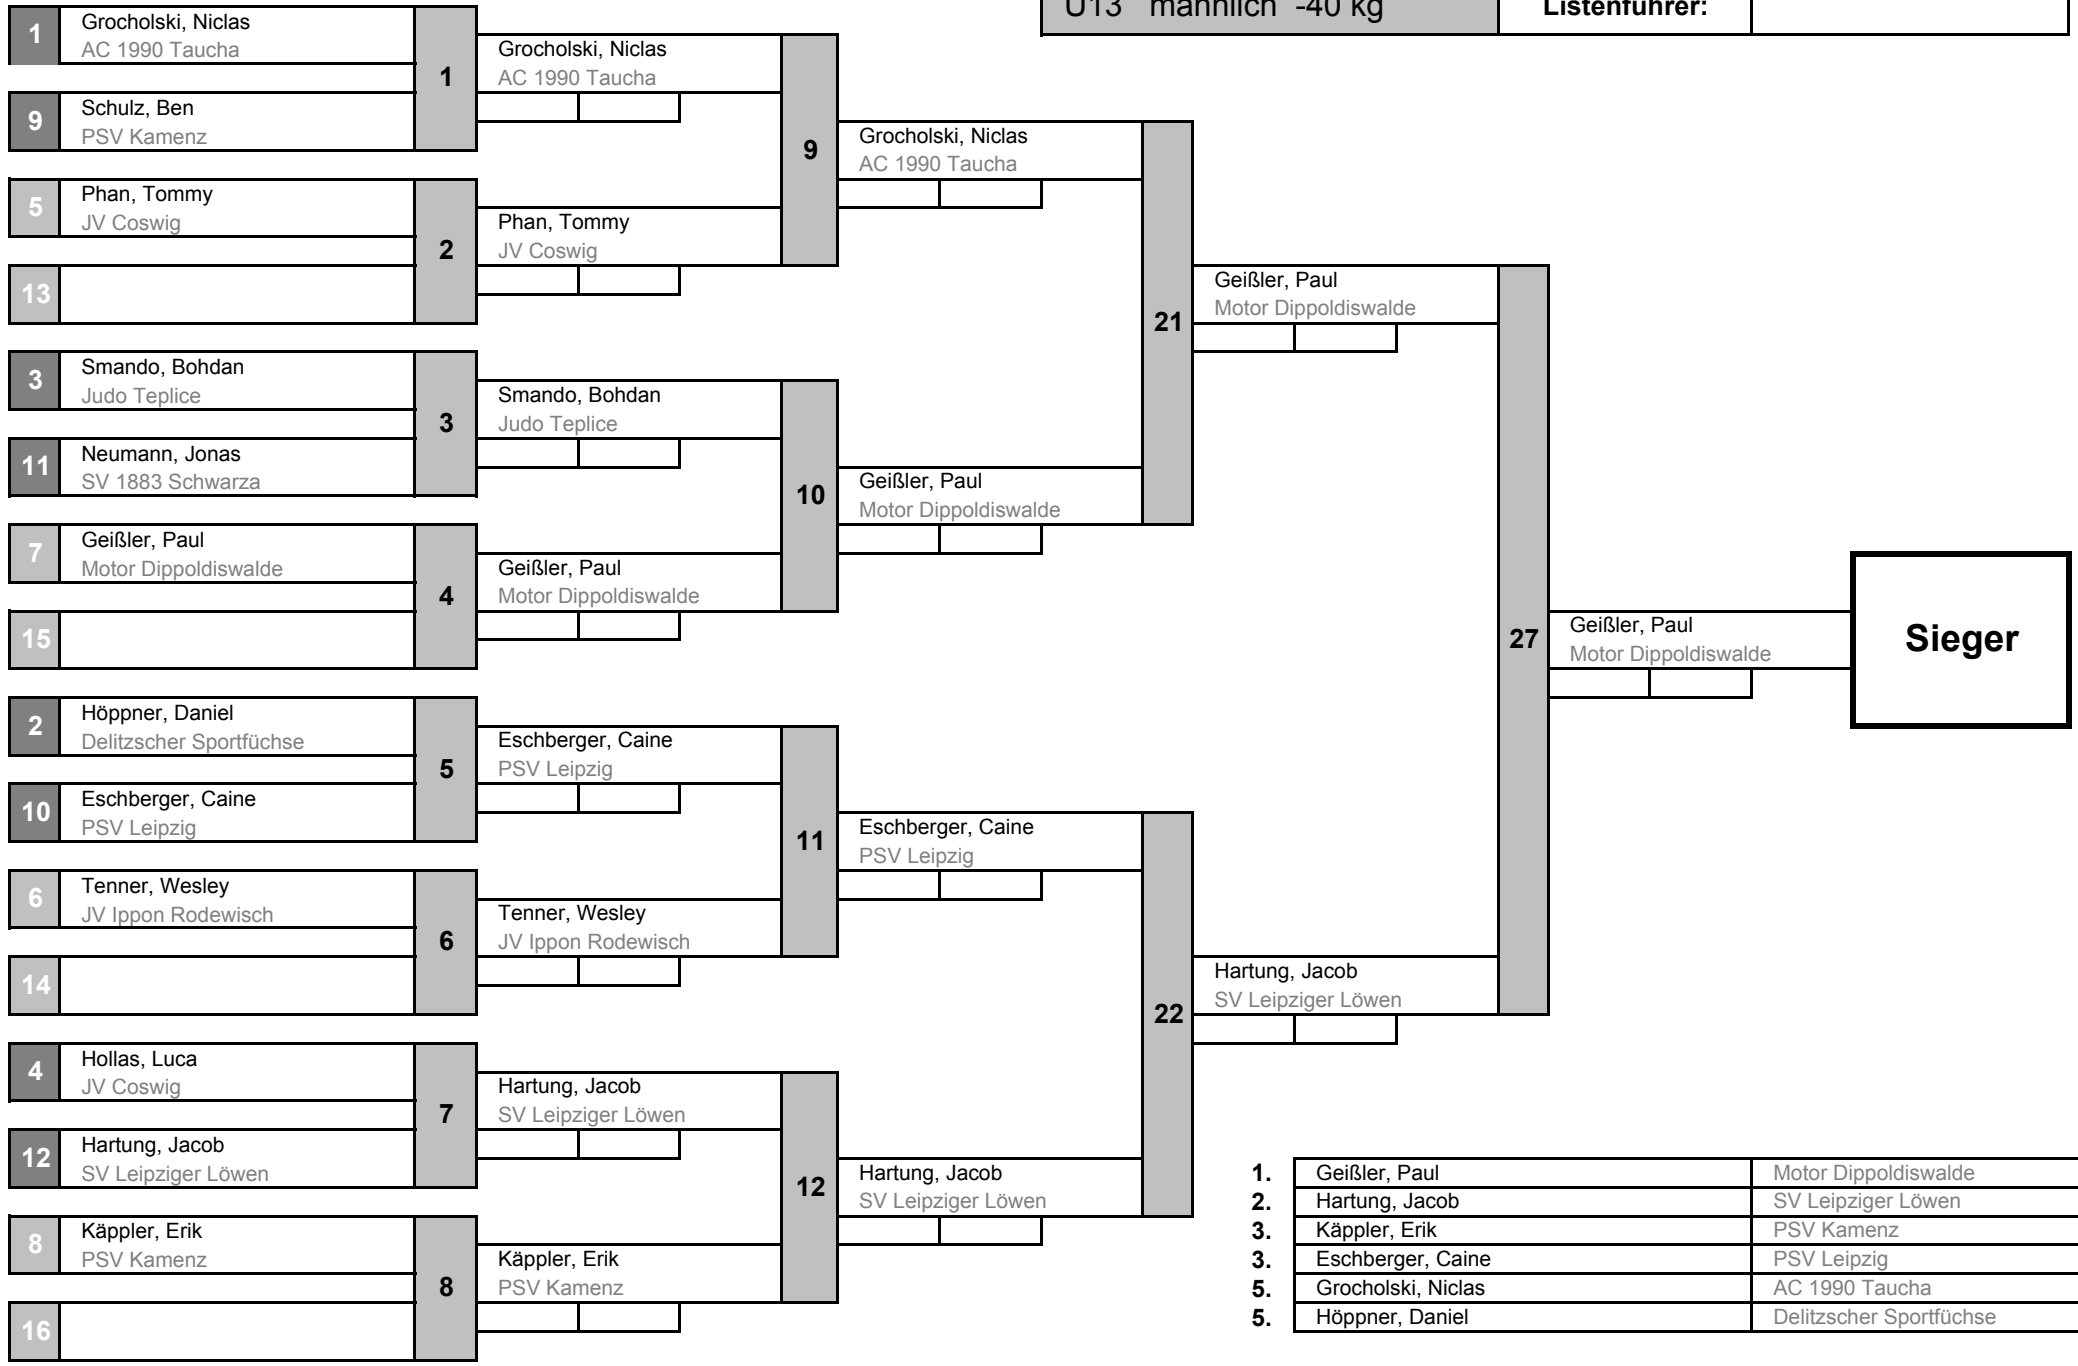 U13 männlich -40 kg
Listenführer:
1
Grocholski, Niclas
AC 1990 Taucha
9
Schulz, Ben
PSV Kamenz
5
Phan, Tommy
JV Coswig
13
3
Smando, Bohdan
Judo Teplice
11
Neumann, Jonas
SV 1883 Schwarza
7
Geißler, Paul
Motor Dippoldiswalde
15
2
Höppner, Daniel
Delitzscher Sportfüchse
10
Eschberger, Caine
PSV Leipzig
6
Tenner, Wesley
JV Ippon Rodewisch
14
4
Hollas, Luca
JV Coswig
12
Hartung, Jacob
SV Leipziger Löwen
8
Käppler, Erik
PSV Kamenz
16
1
Grocholski, Niclas
AC 1990 Taucha
2
Phan, Tommy
JV Coswig
3
Smando, Bohdan
Judo Teplice
4
Geißler, Paul
Motor Dippoldiswalde
5
Eschberger, Caine
PSV Leipzig
6
Tenner, Wesley
JV Ippon Rodewisch
7
Hartung, Jacob
SV Leipziger Löwen
8
Käppler, Erik
PSV Kamenz
9
Grocholski, Niclas
AC 1990 Taucha
10
Geißler, Paul
Motor Dippoldiswalde
11
Eschberger, Caine
PSV Leipzig
12
Hartung, Jacob
SV Leipziger Löwen
21
Geißler, Paul
Motor Dippoldiswalde
22
Hartung, Jacob
SV Leipziger Löwen
27
Geißler, Paul
Motor Dippoldiswalde
Sieger
1. Geißler, Paul Motor Dippoldiswalde
2. Hartung, Jacob SV Leipziger Löwen
3. Käppler, Erik PSV Kamenz
3. Eschberger, Caine PSV Leipzig
5. Grocholski, Niclas AC 1990 Taucha
5. Höppner, Daniel Delitzscher Sportfüchse